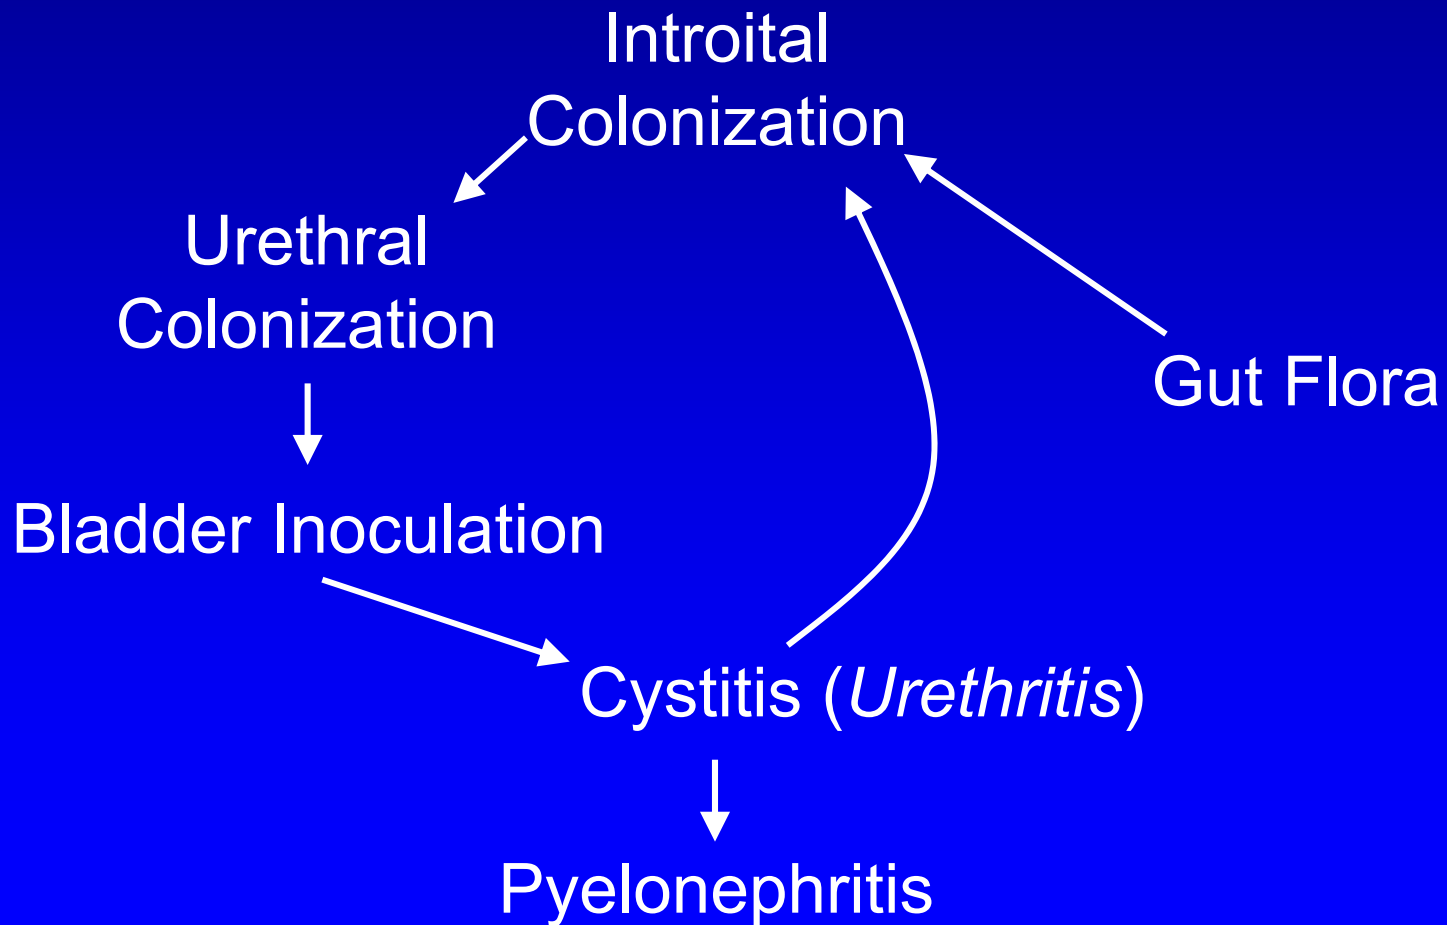 Introital
Colonization
Urethral
Colonization
Gut Flora
Bladder Inoculation
Cystitis (Urethritis)
Pyelonephritis